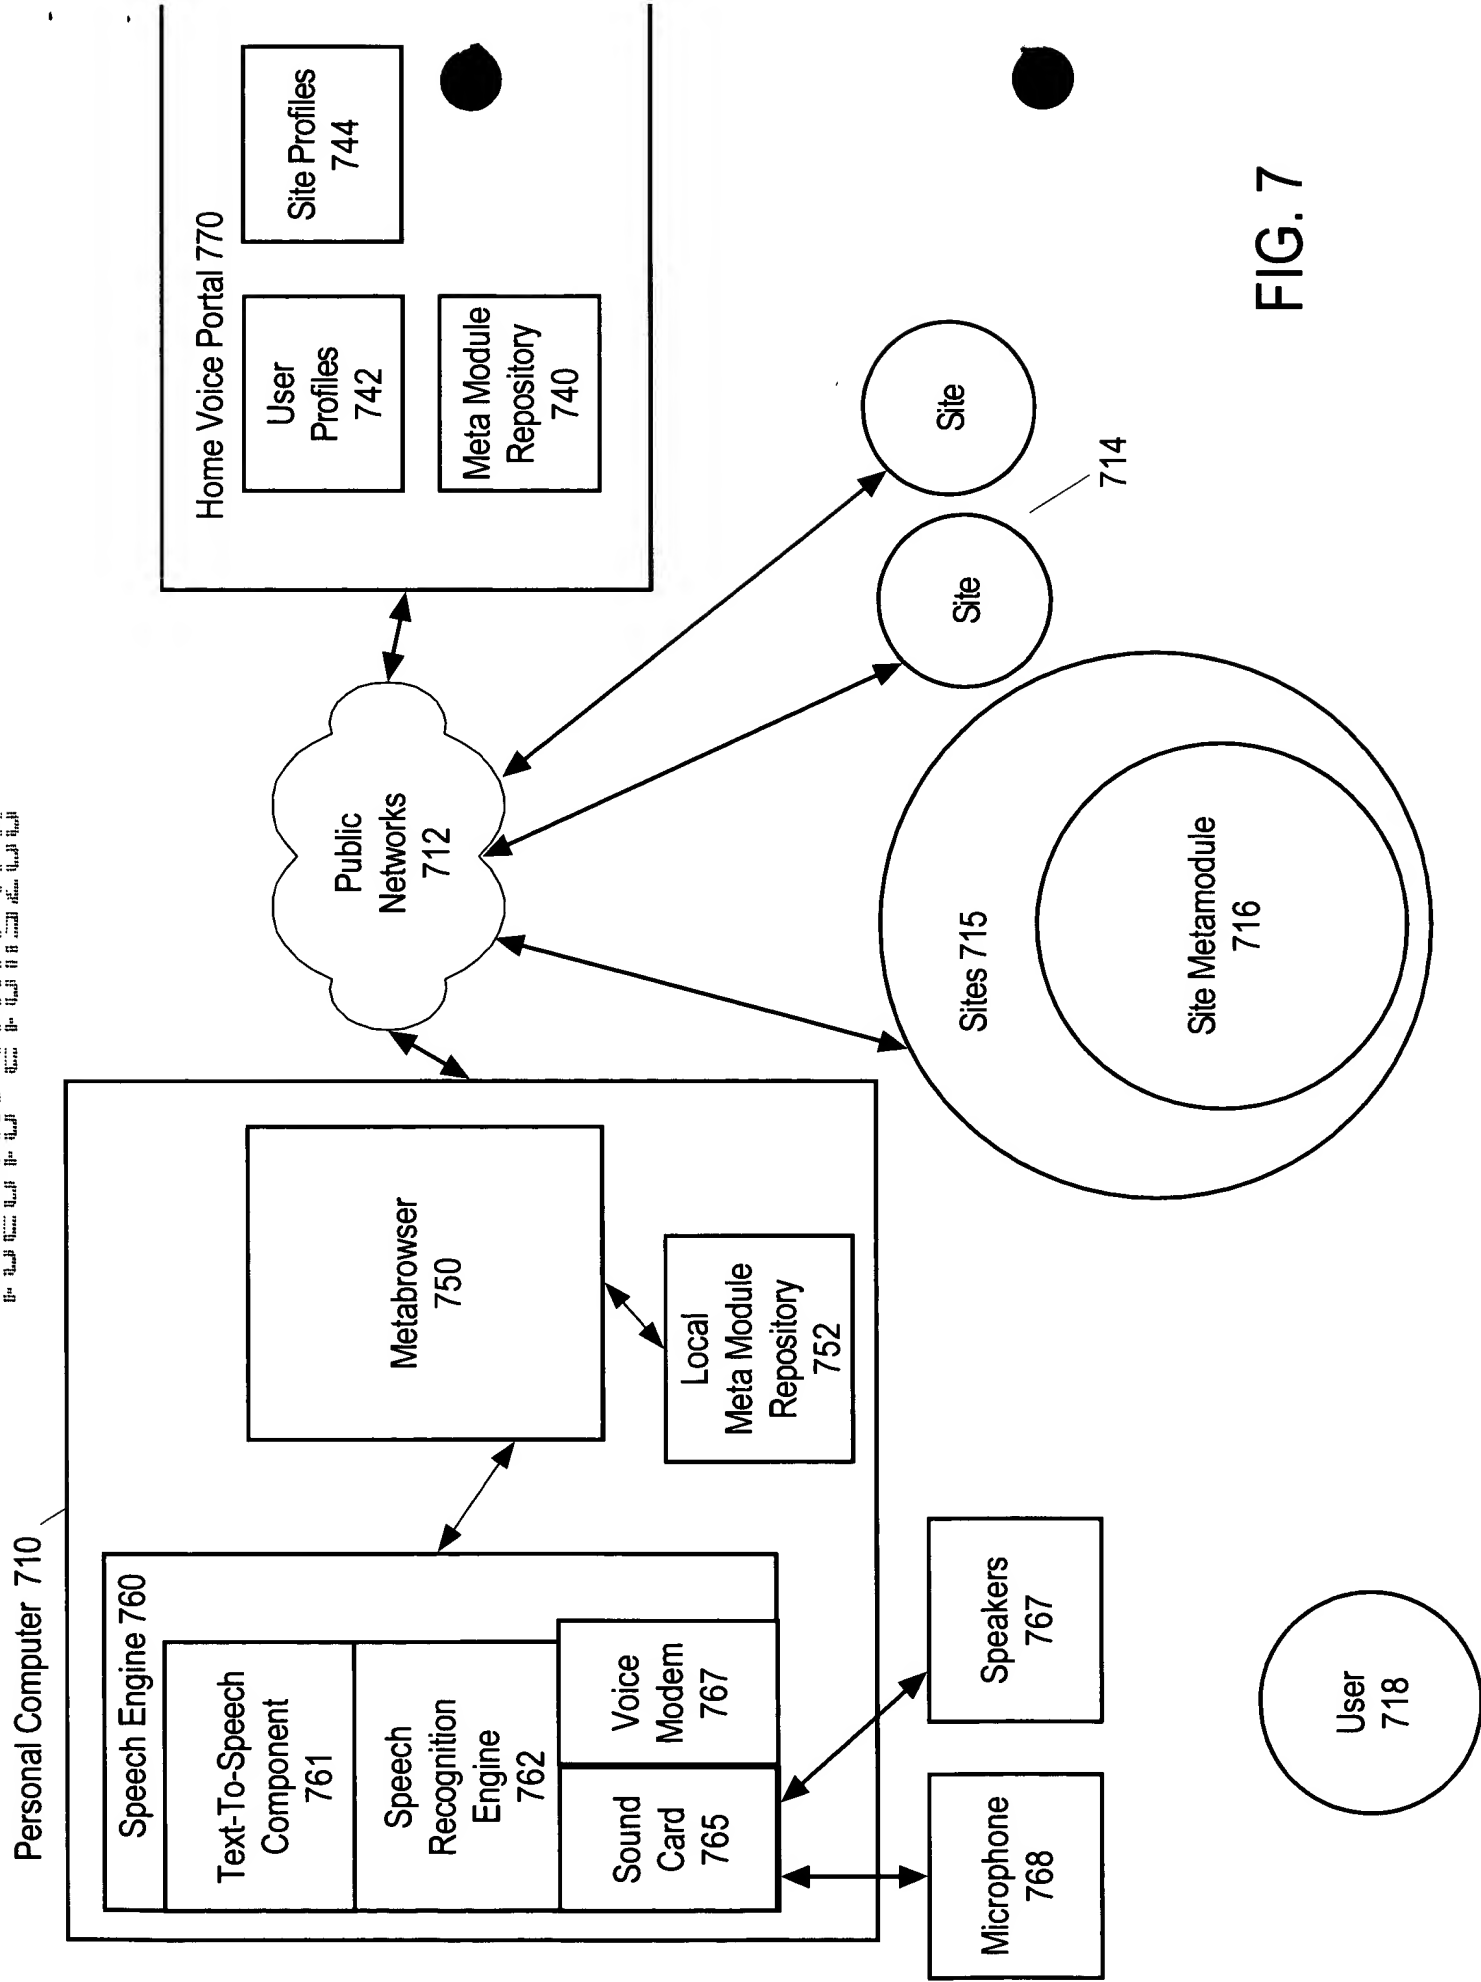 Personal Computer 710
Speech Engine 760
Text-To-Speech
Component
761
Speech
Recognition
Engine
762
Sound
Card
765
Voice
Modem
767
Metabrowser
750
Local
Meta Module
Repository
752
Microphone
768
Speakers
767
User
718
Public
Networks
712
Home Voice Portal 770
User
Profiles
742
Site Profiles
744
Meta Module
Repository
740
Sites 715
Site Metamodule
716
Site
Site
714
FIG. 7